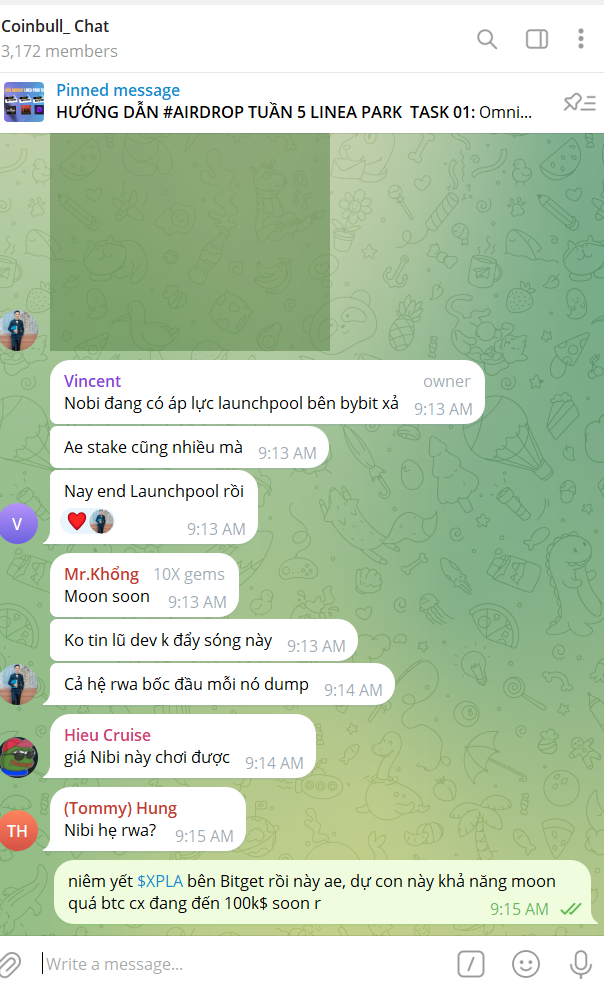 Coinbull_ Chat
3,172 members
Pinned message
HƯỚNG DẪN #AIRDROP TUẦN 5 LINEA PARK TASK 01: Omni...
Vincent owner
Nobi đang có áp lực launchpool bên bybit xả 9:13 AM
Ae stake cũng nhiều mà 9:13 AM
Nay end Launchpool rồi
V
9:13 AM
Mr.Khổng 10X gems
Moon soon 9:13 AM
Ko tin lũ dev k đẩy sóng này 9:13 AM
Cả hệ rwa bốc đầu mỗi nó dump 9:14 AM
Hieu Cruise
giá Nibi này chơi được 9:14 AM
(Tommy) Hung
TH
Nibi hẹ rwa? 9:15 AM
niêm yết $XPLA bên Bitget rồi này ae, dự con này khả năng moon
quá btc cx đang đến 100k$ soon r
9:15 AM
Write a message...